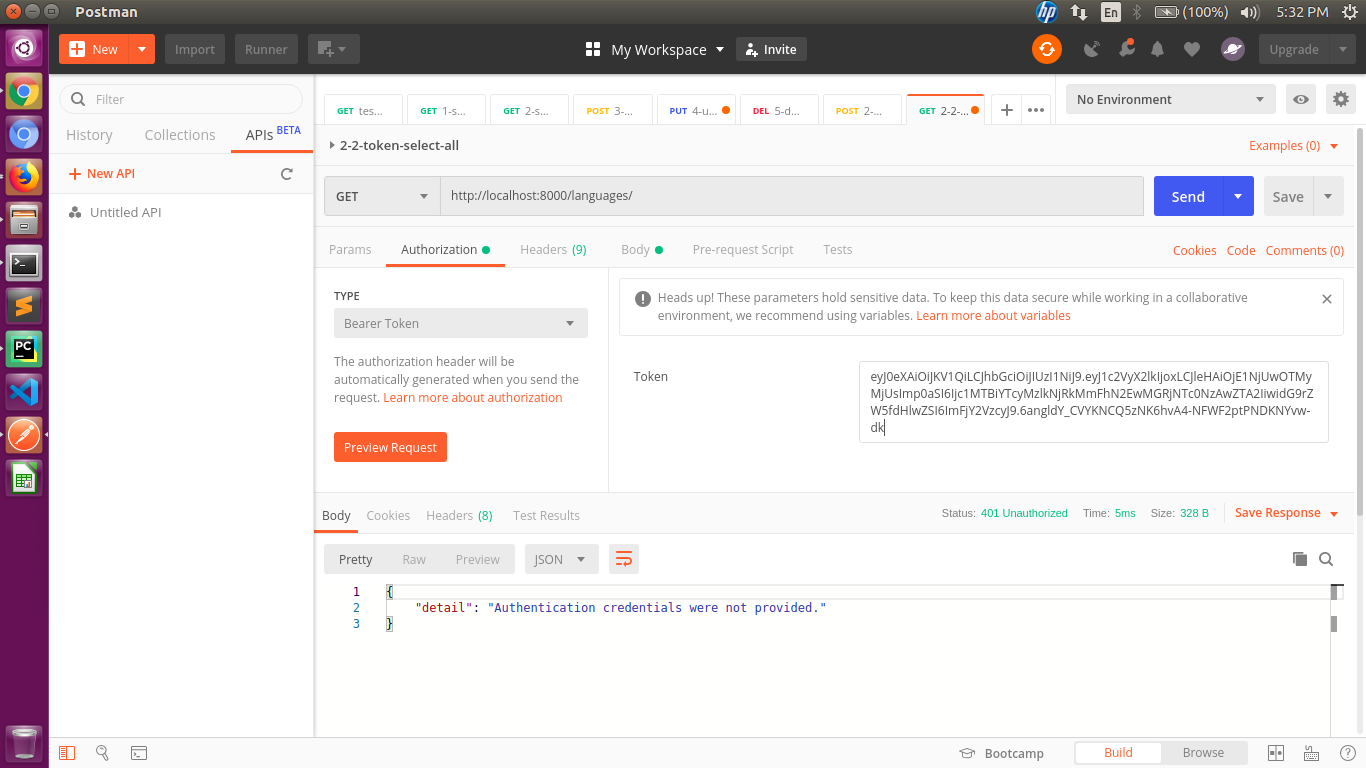 Postman
En
(100%)
5:32 PM
New
Import
Runner
My Workspace
Invite
Upgrade
Filter
History
Collections
APIs BETA
New API
Untitled API
GET tes...
GET 1-s...
GET 2-s...
POST 3-...
PUT 4-u...
DEL 5-d...
POST 2-...
GET 2-2-...
No Environment
2-2-token-select-all
Examples (0)
GET
http://localhost:8000/languages/
Send
Save
Params
Authorization
Headers (9)
Body
Pre-request Script
Tests
Cookies
Code
Comments (0)
TYPE
Bearer Token
The authorization header will be
automatically generated when you send the
request. Learn more about authorization
Preview Request
Heads up! These parameters hold sensitive data. To keep this data secure while working in a collaborative
environment, we recommend using variables. Learn more about variables
Token
eyJ0eXAiOiJKV1QiLCJhbGciOiJIUzI1NiJ9.eyJ1c2VyX2lkIjoxLCJleHAiOjE1NjUwOTMy
MjUsImp0aSI6Ijc1MTBiYTcyMzlkNjRkMmFhN2EwMGRjNTc0NzAwZTA2IiwidG9rZ
W5fdHlwZSI6ImFjY2VzcyJ9.6angldY_CVYKNCQ5zNK6hvA4-NFWF2ptPNDKNYvw-
dk
Body
Cookies
Headers (8)
Test Results
Status: 401 Unauthorized
Time: 5ms
Size: 328 B
Save Response
Pretty
Raw
Preview
JSON
1 {
2 "detail": "Authentication credentials were not provided."
3 }
Bootcamp
Build
Browse